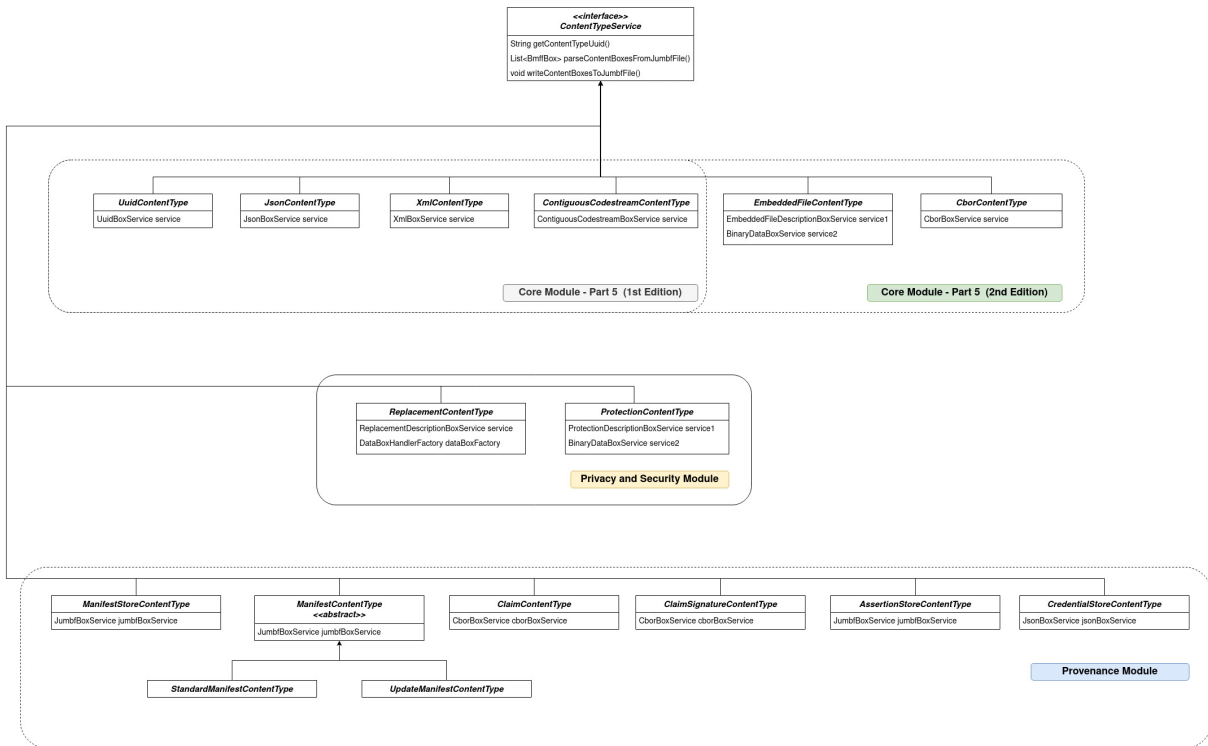 <<interface>>
ContentTypeService
String getContentTypeUuid()
List<BmffBox> parseContentBoxesFromJumbfFile()
void writeContentBoxesToJumbfFile()
UuidContentType
UuidBoxService service
JsonContentType
JsonBoxService service
XmlContentType
XmlBoxService service
ContiguousCodestreamContentType
ContiguousCodestreamBoxContent service
EmbeddedFileContentType
EmbeddedFileDescriptionBoxService service1
BinaryDataBoxService service2
CborContentType
CborBoxService service
Core Module - Part 5 (1st Edition)
Core Module - Part 5 (2nd Edition)
ReplacementContentType
ReplacementDescriptionBoxService service
DataBoxHandlerFactory dataBoxFactory
ProtectionContentType
ProtectionDescriptionBoxService service1
BinaryDataBoxService service2
Privacy and Security Module
ManifestStoreContentType
JumbfBoxService jumbfBoxService
ManifestContentType
<<abstract>>
JumbfBoxService jumbfBoxService
ClaimContentType
CborBoxService cborBoxService
ClaimSignatureContentType
CborBoxService cborBoxService
AssertionStoreContentType
JumbfBoxService jumbfBoxService
CredentialStoreContentType
JsonBoxService jsonBoxService
StandardManifestContentType
UpdateManifestContentType
Provenance Module